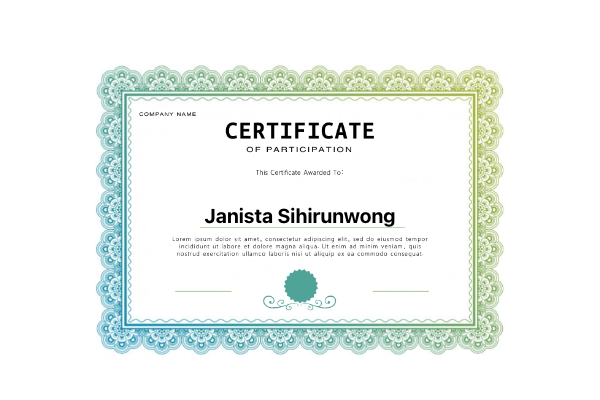 COMPANY NAME
CERTIFICATE
OF PARTICIPATION
This Certificate Awarded To:
Janista Sihirunwong
Lorem ipsum dolor sit amet, consectetur adipiscing elit, sed do eiusmod tempor
incididunt ut labore et dolore magna aliqua. Ut enim ad minim veniam, quis
nostrud exercitation ullamco laboris nisi ut aliquip ex ea commodo consequat.